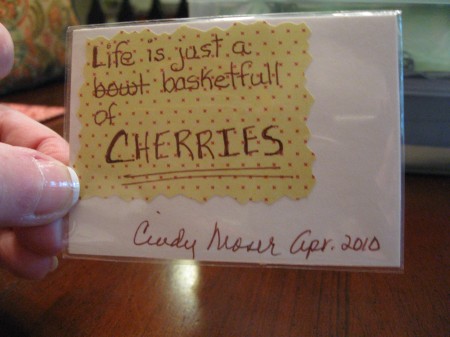 Life is just a
bowl basketfull
of
CHERRIES
Cindy Moser Apr. 2010